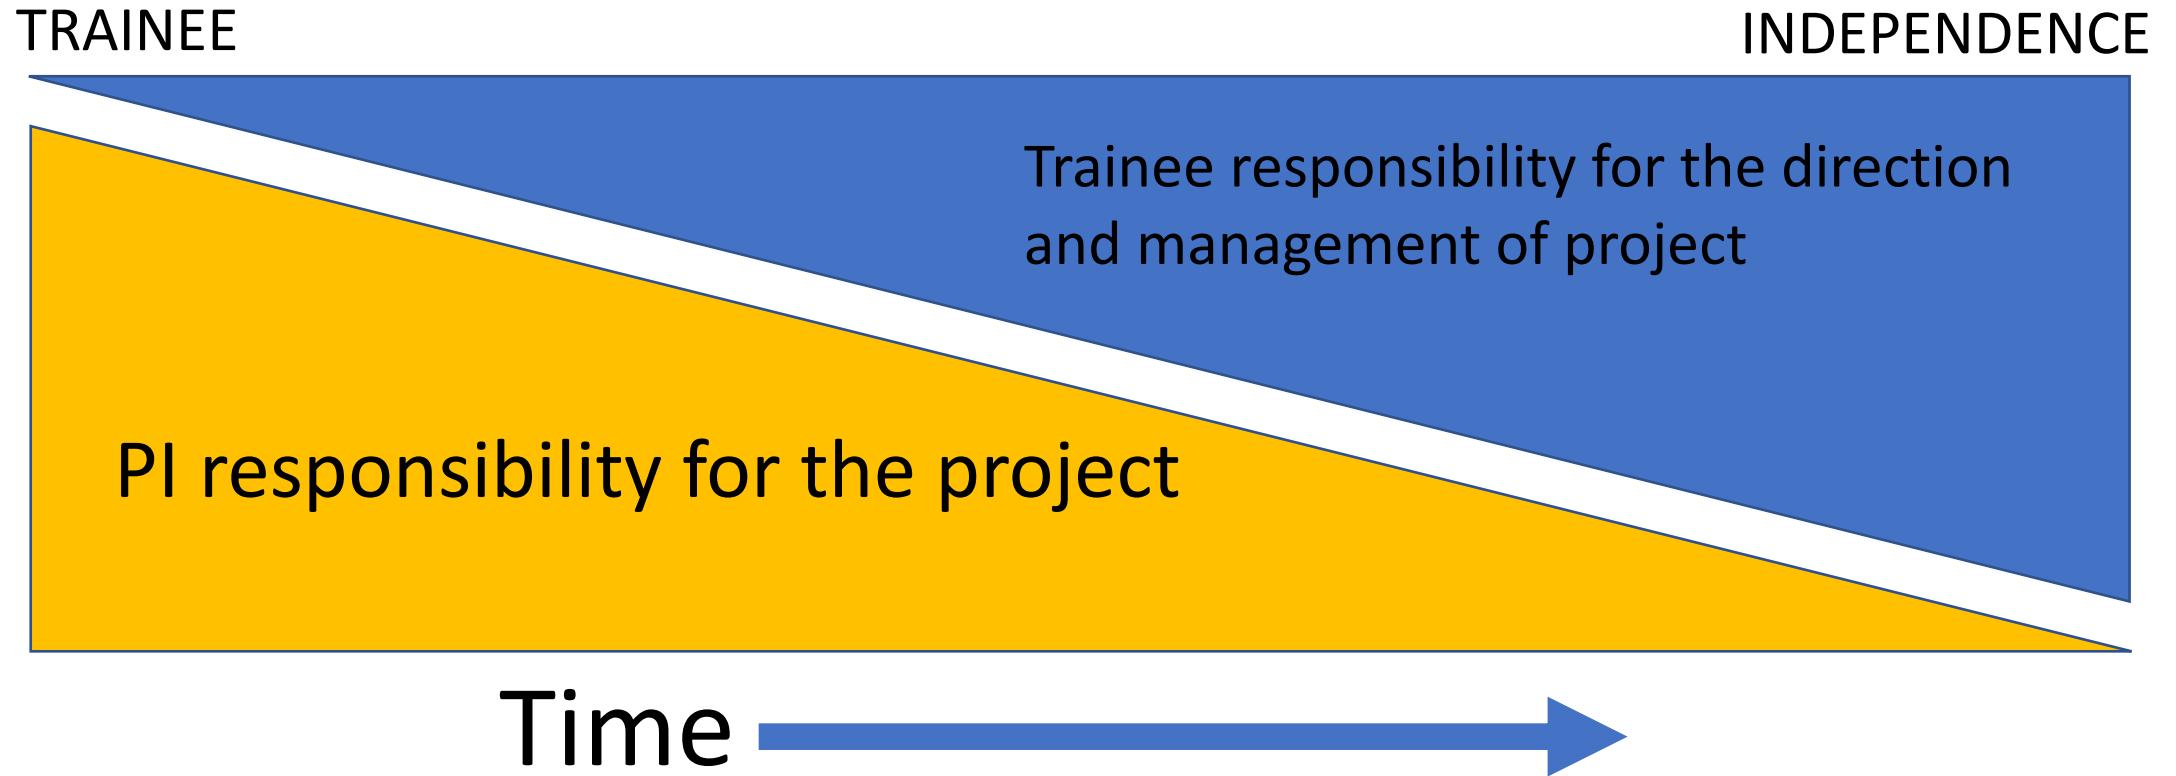 TRAINEE
INDEPENDENCE
Trainee responsibility for the direction
and management of project
PI responsibility for the project
Time